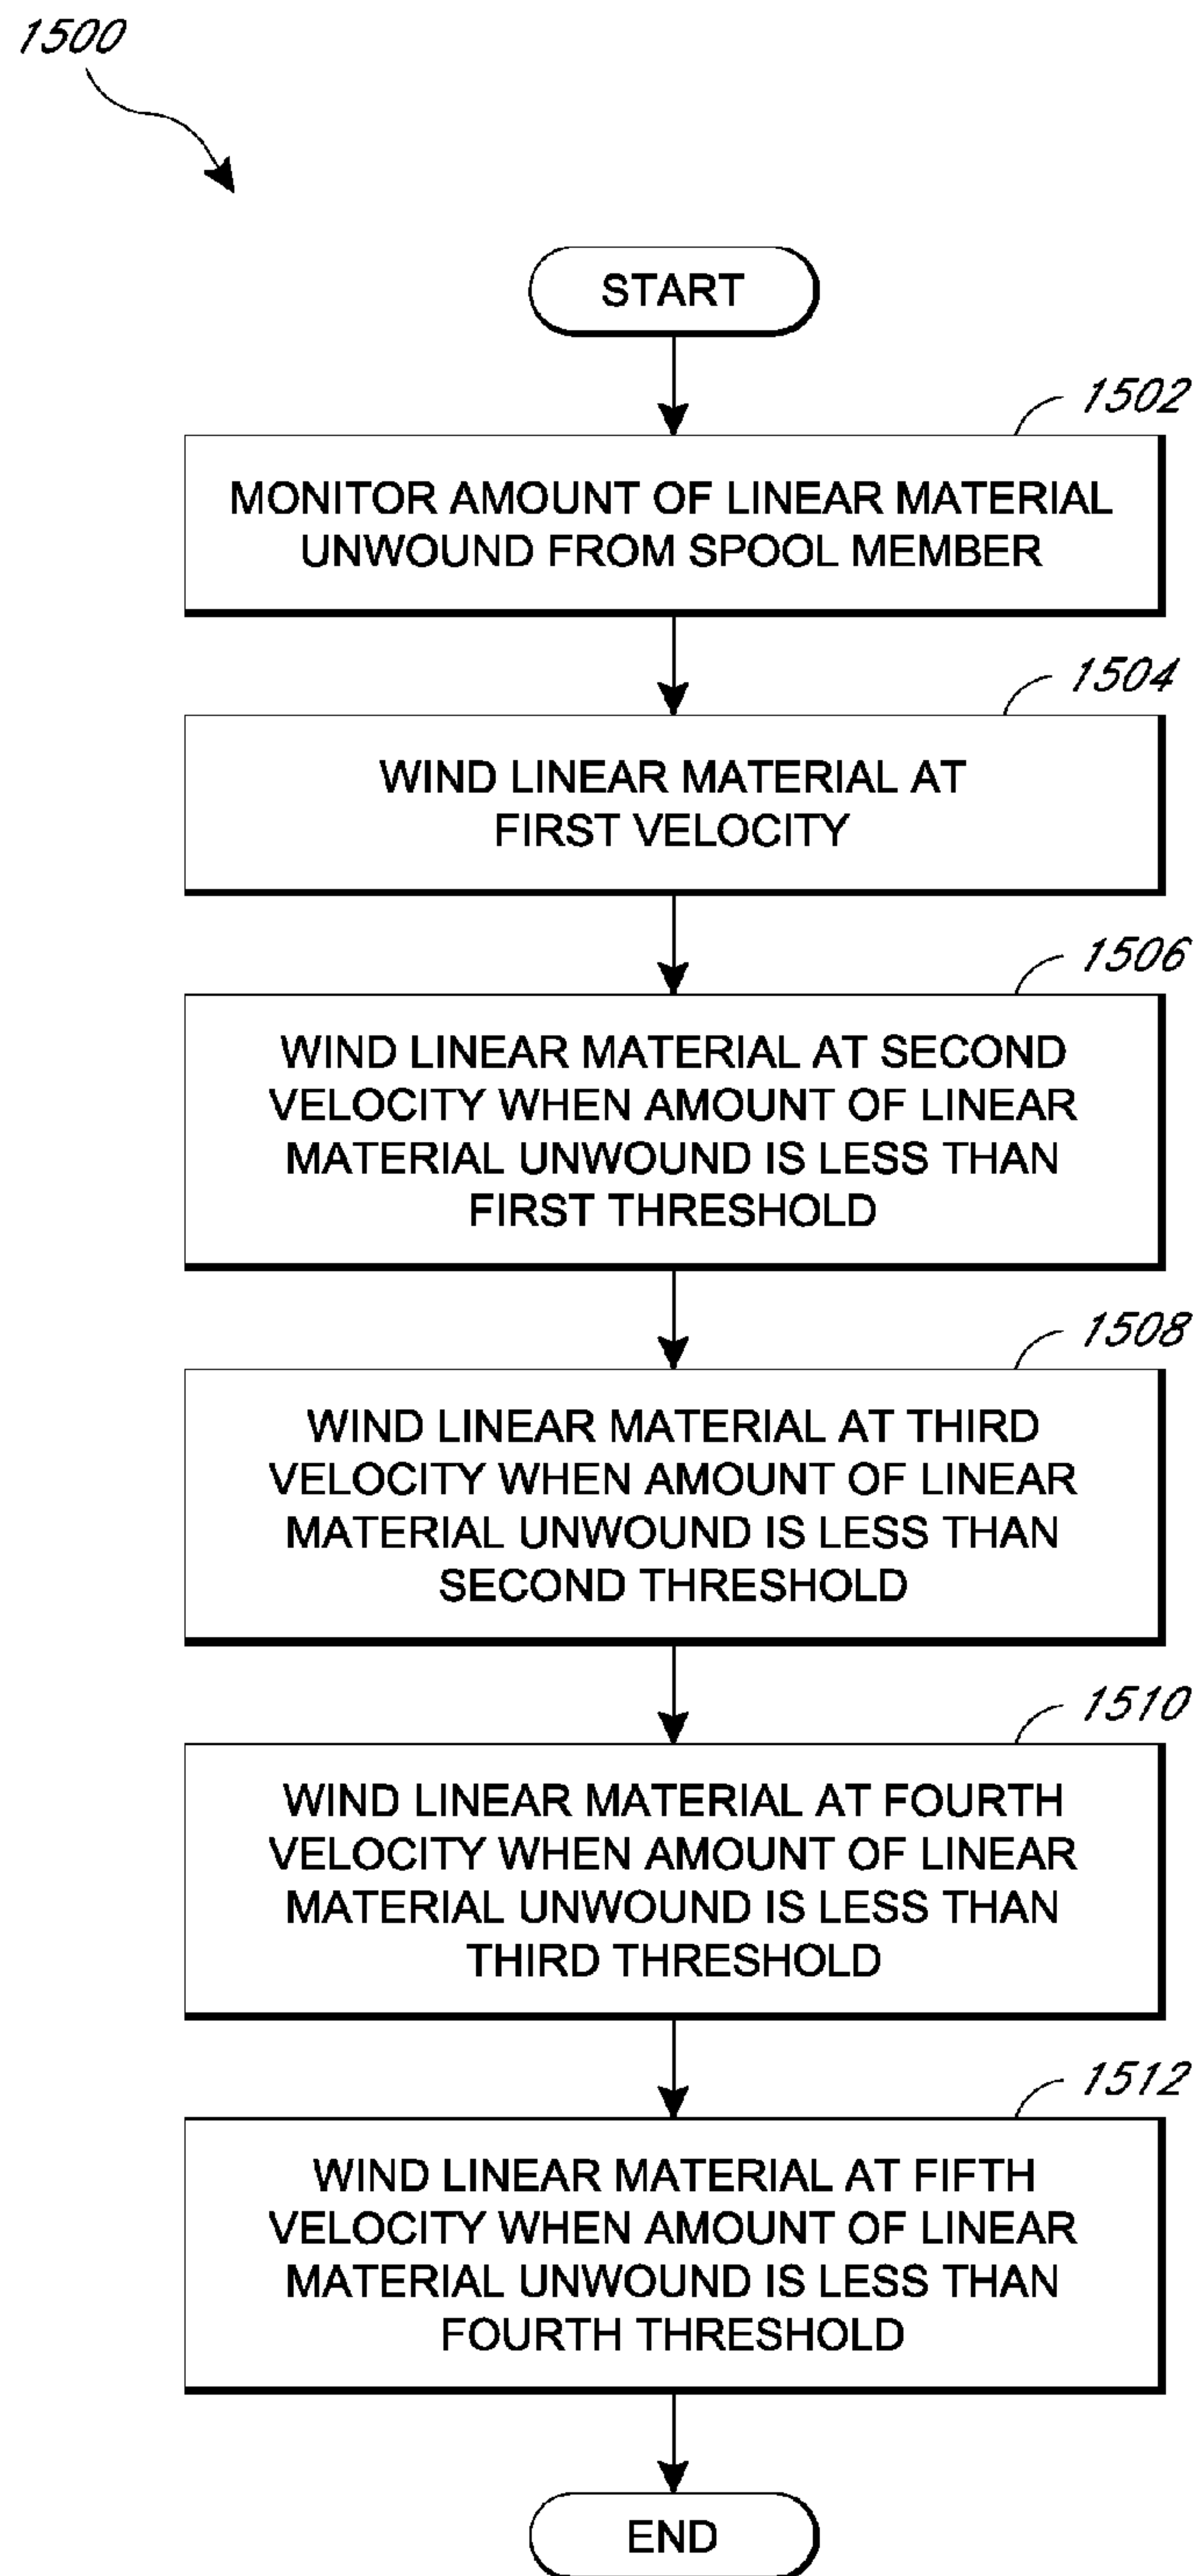 1500
START
1502
MONITOR AMOUNT OF LINEAR MATERIAL
UNWOUND FROM SPOOL MEMBER
1504
WIND LINEAR MATERIAL AT
FIRST VELOCITY
1506
WIND LINEAR MATERIAL AT SECOND
VELOCITY WHEN AMOUNT OF LINEAR
MATERIAL UNWOUND IS LESS THAN
FIRST THRESHOLD
1508
WIND LINEAR MATERIAL AT THIRD
VELOCITY WHEN AMOUNT OF LINEAR
MATERIAL UNWOUND IS LESS THAN
SECOND THRESHOLD
1510
WIND LINEAR MATERIAL AT FOURTH
VELOCITY WHEN AMOUNT OF LINEAR
MATERIAL UNWOUND IS LESS THAN
THIRD THRESHOLD
1512
WIND LINEAR MATERIAL AT FIFTH
VELOCITY WHEN AMOUNT OF LINEAR
MATERIAL UNWOUND IS LESS THAN
FOURTH THRESHOLD
END